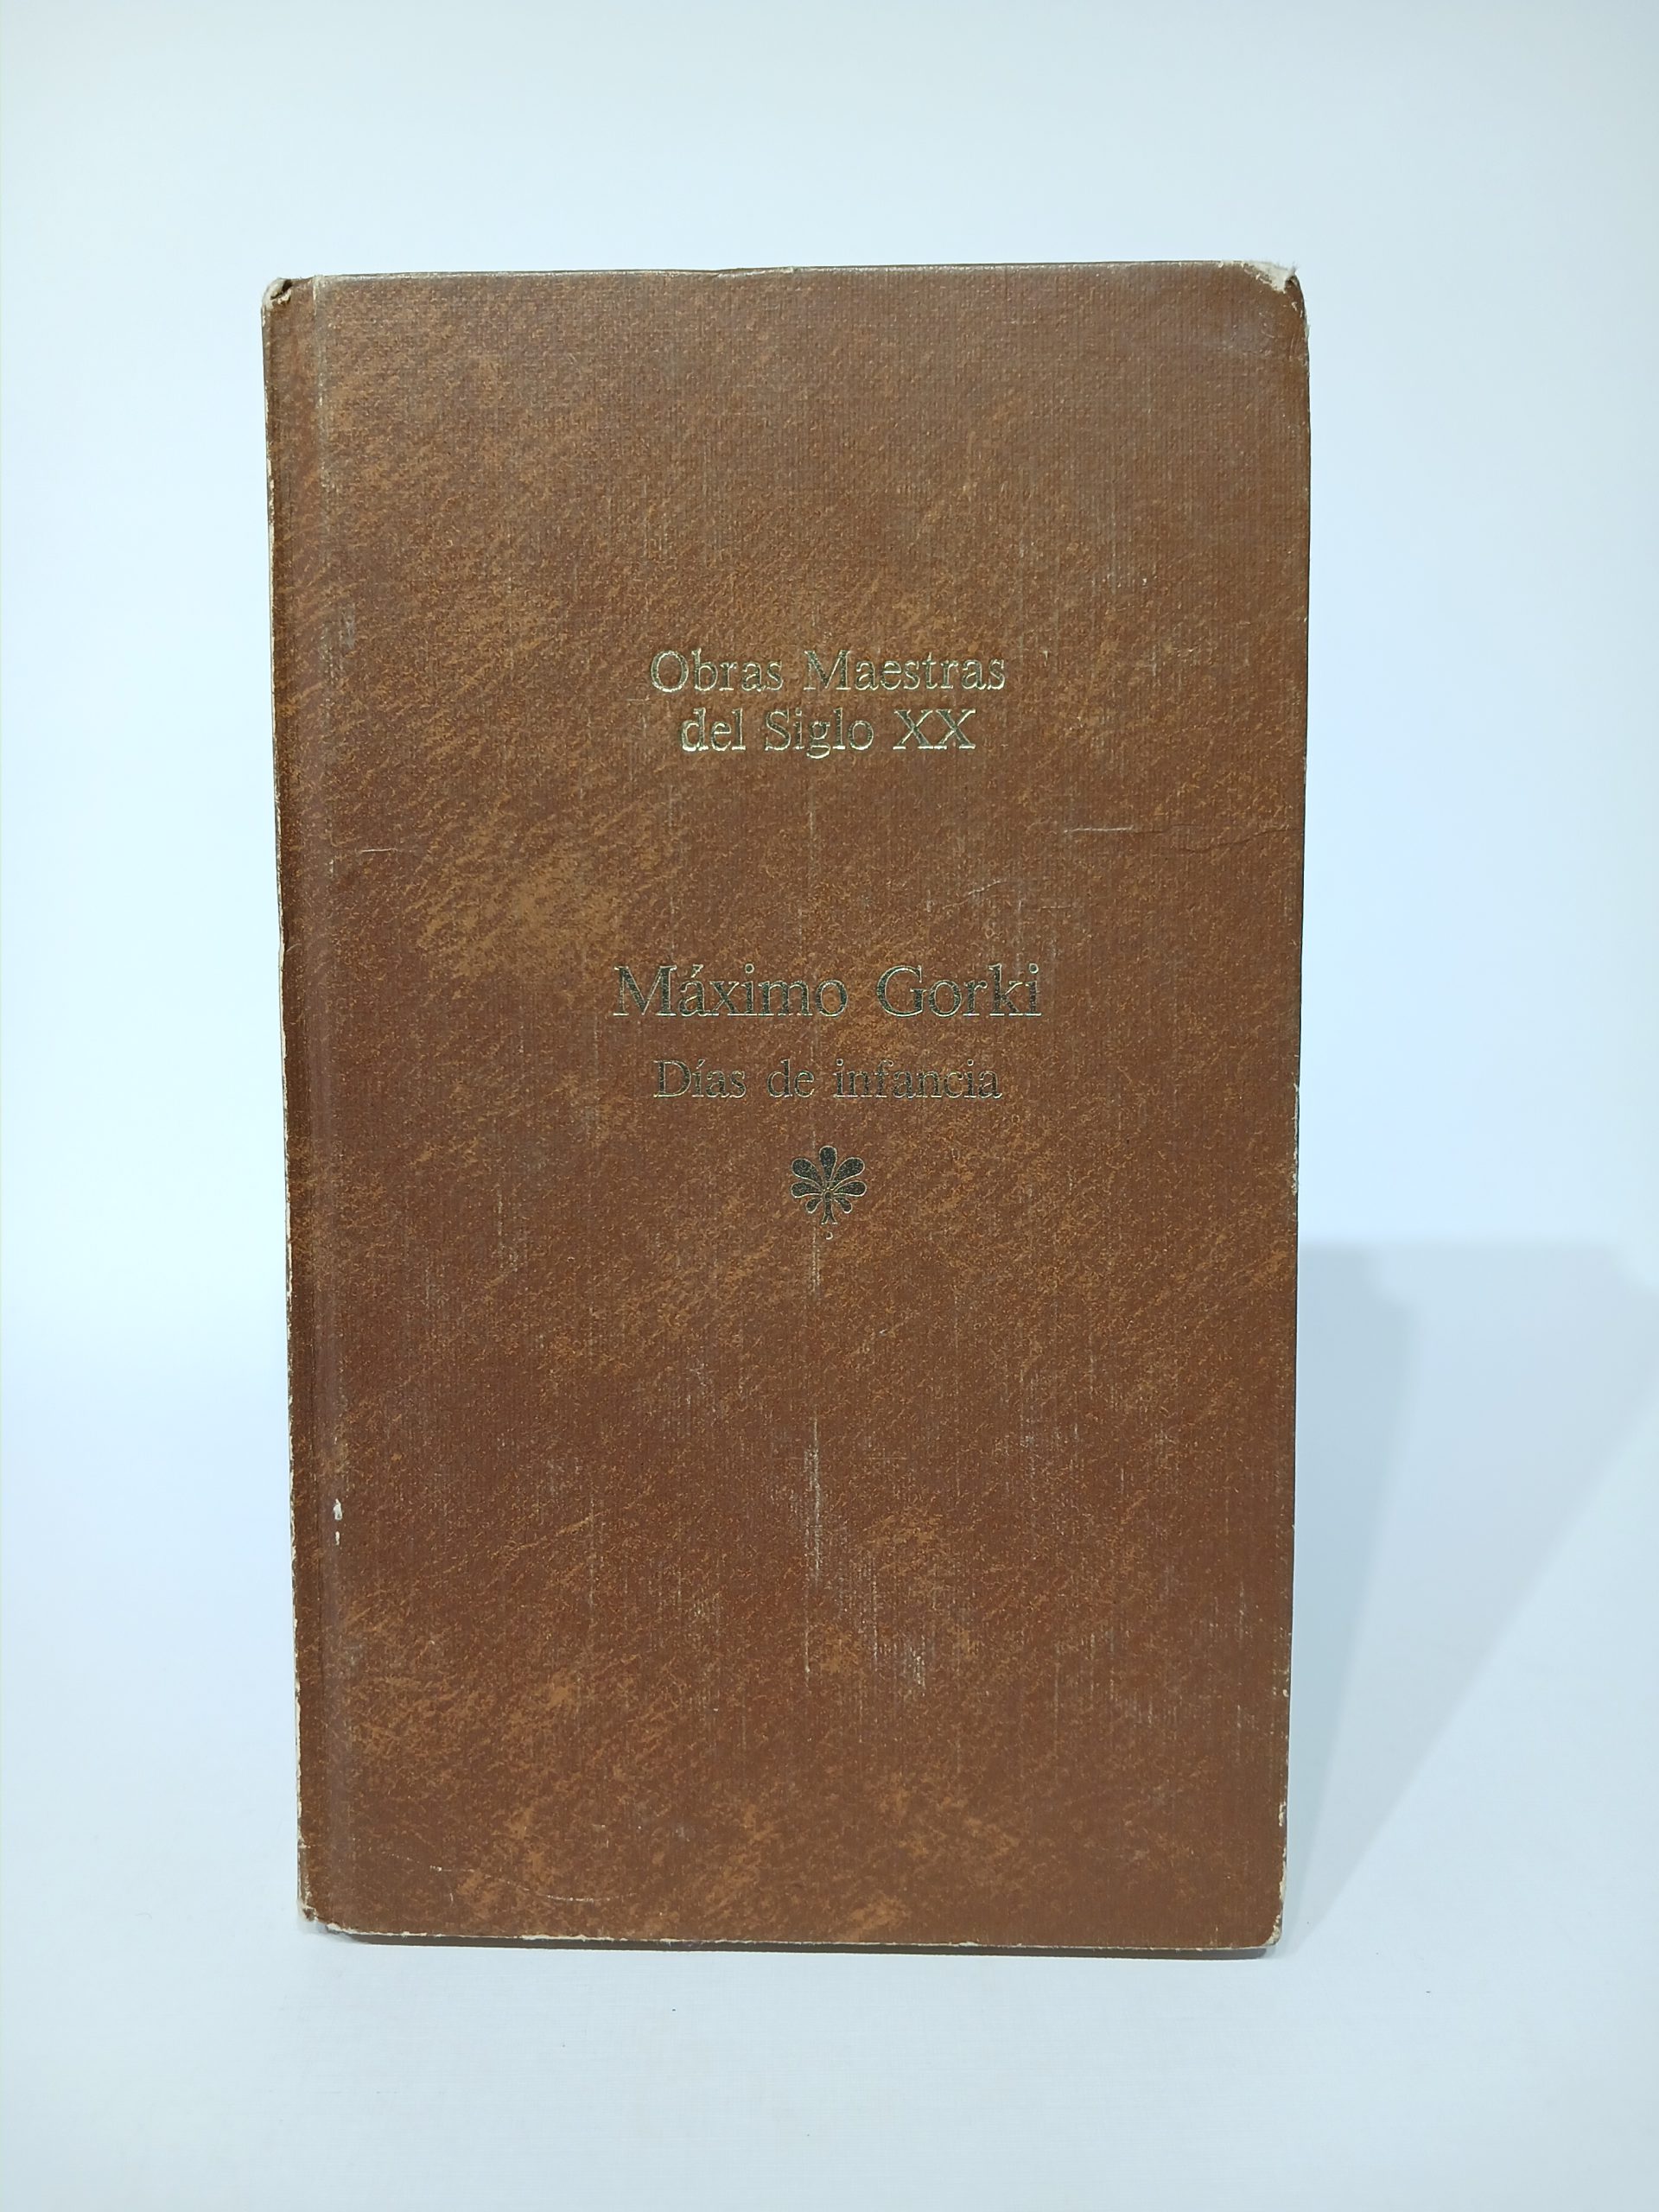 Obras Maestras
del Siglo XX
Máximo Gorki
Días de infancia